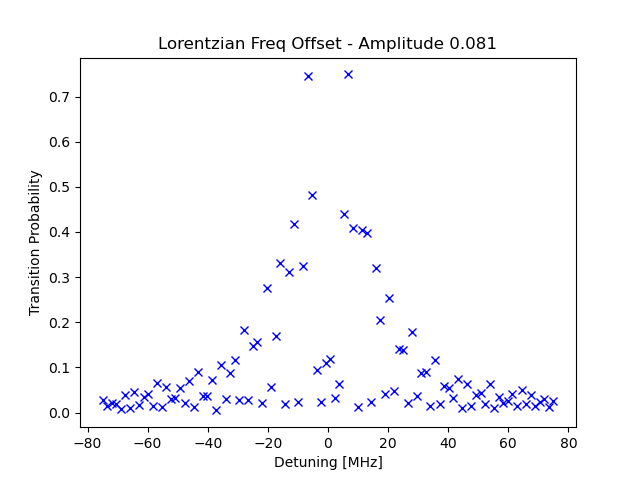 Lorentzian Freq Offset - Amplitude 0.081
Transition Probability
0.7
0.6
0.5
0.4
0.3
0.2
0.1
0.0
−80 −60 −40 −20 0 20 40 60 80
Detuning [MHz]